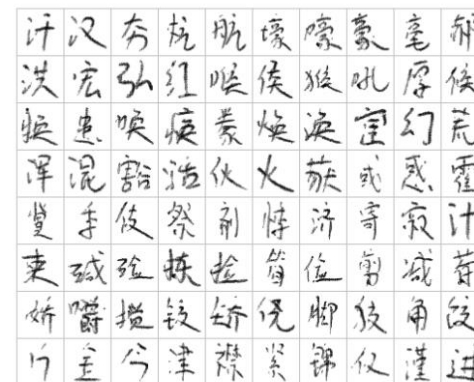 汗汉夯杭航壕嚎豪毫郝
洪宏弘红喉侯猴吼厚候
换患唤痪豢焕涣宦幻荒
浑混豁活伙火获或惑霍
冀季伎祭剂悸济寄寂计
柬碱硷拣捡简俭剪减荐
娇嚼搅铰矫侥脚狡角饺
斤金今津襟紧锦仅谨进